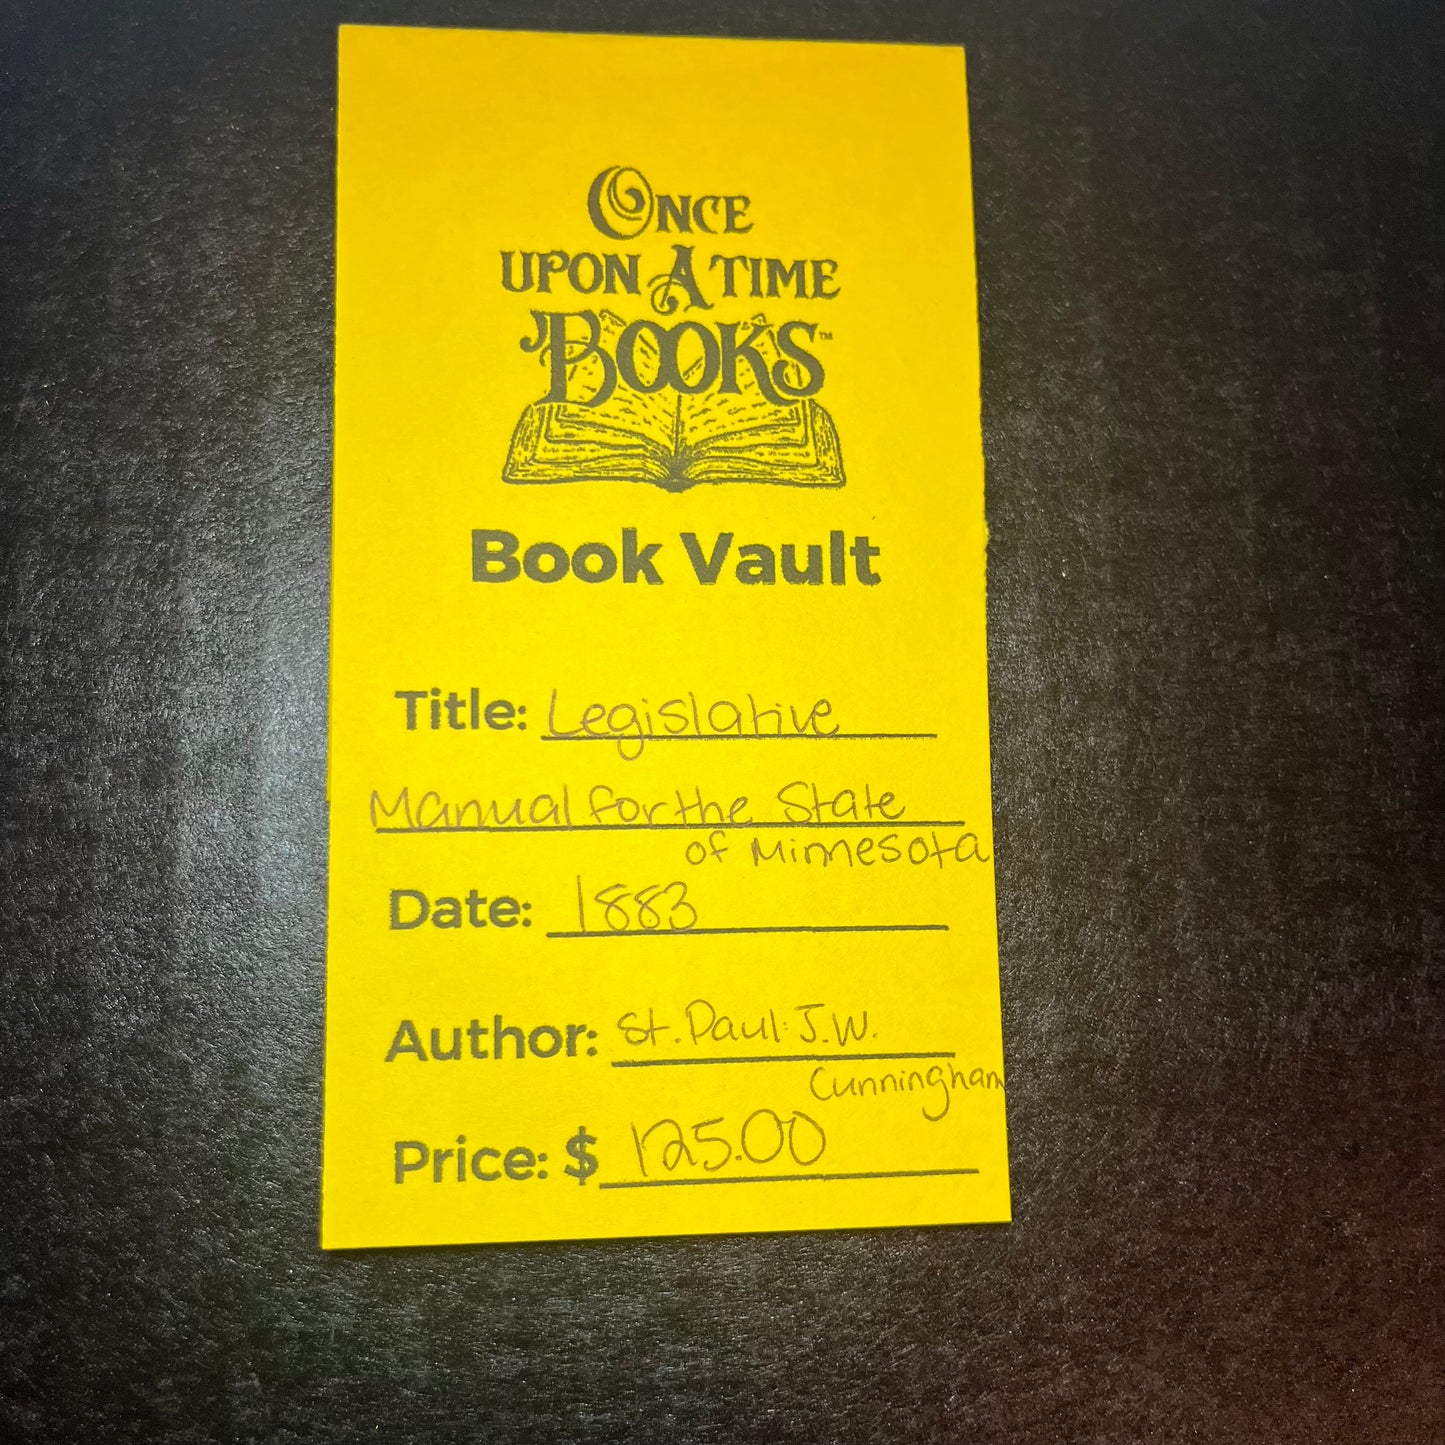 ONCE
UPON A TIME
BOOKS™
Book Vault
Title: Legislative
Manual for the State
of Minnesota
Date: 1883
Author: St. Paul: J.W.
Cunningham
Price: $ 125.00